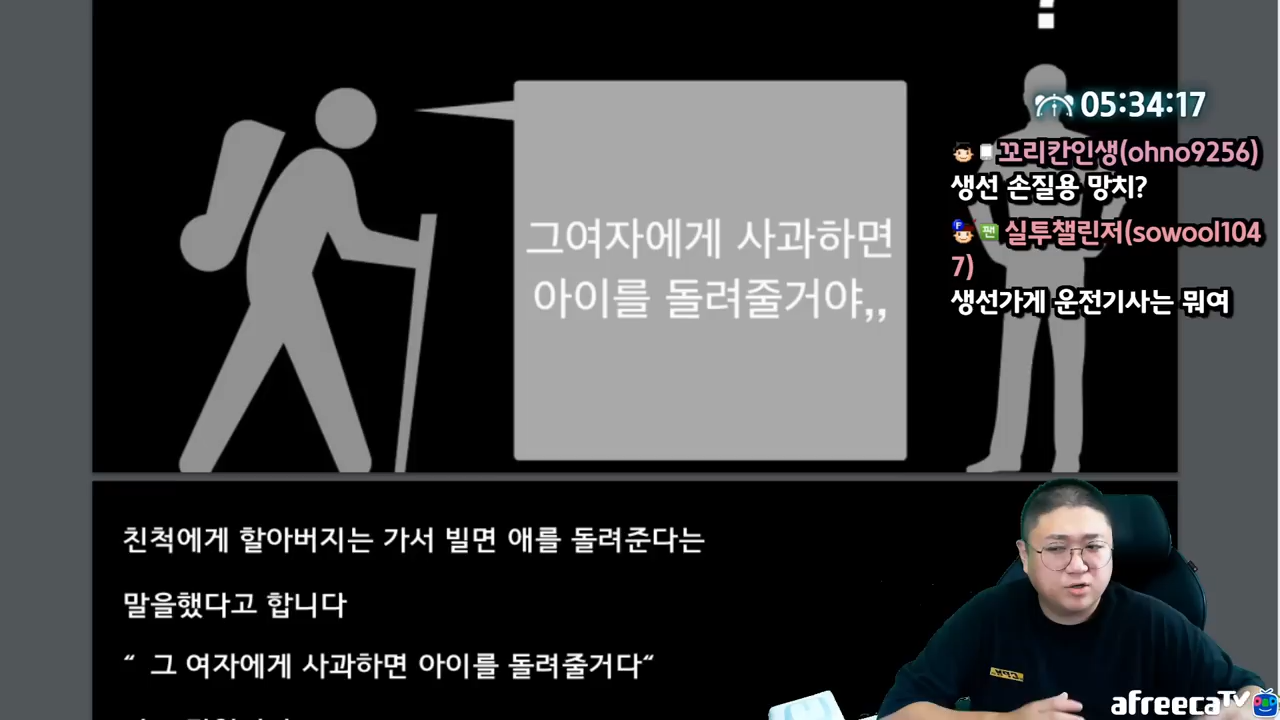 ?
05:34:17
꼬리칸인생(ohno9256)
생선 손질용 망치?
F 팬 실투챌린저(sowool104
7)
생선가게 운전기사는 뭐여
그여자에게 사과하면
아이를 돌려줄거야,,
친척에게 할아버지는 가서 빌면 애를 돌려준다는
말을했다고 합니다
“ 그 여자에게 사과하면 아이를 돌려줄거다“
afreecaTV